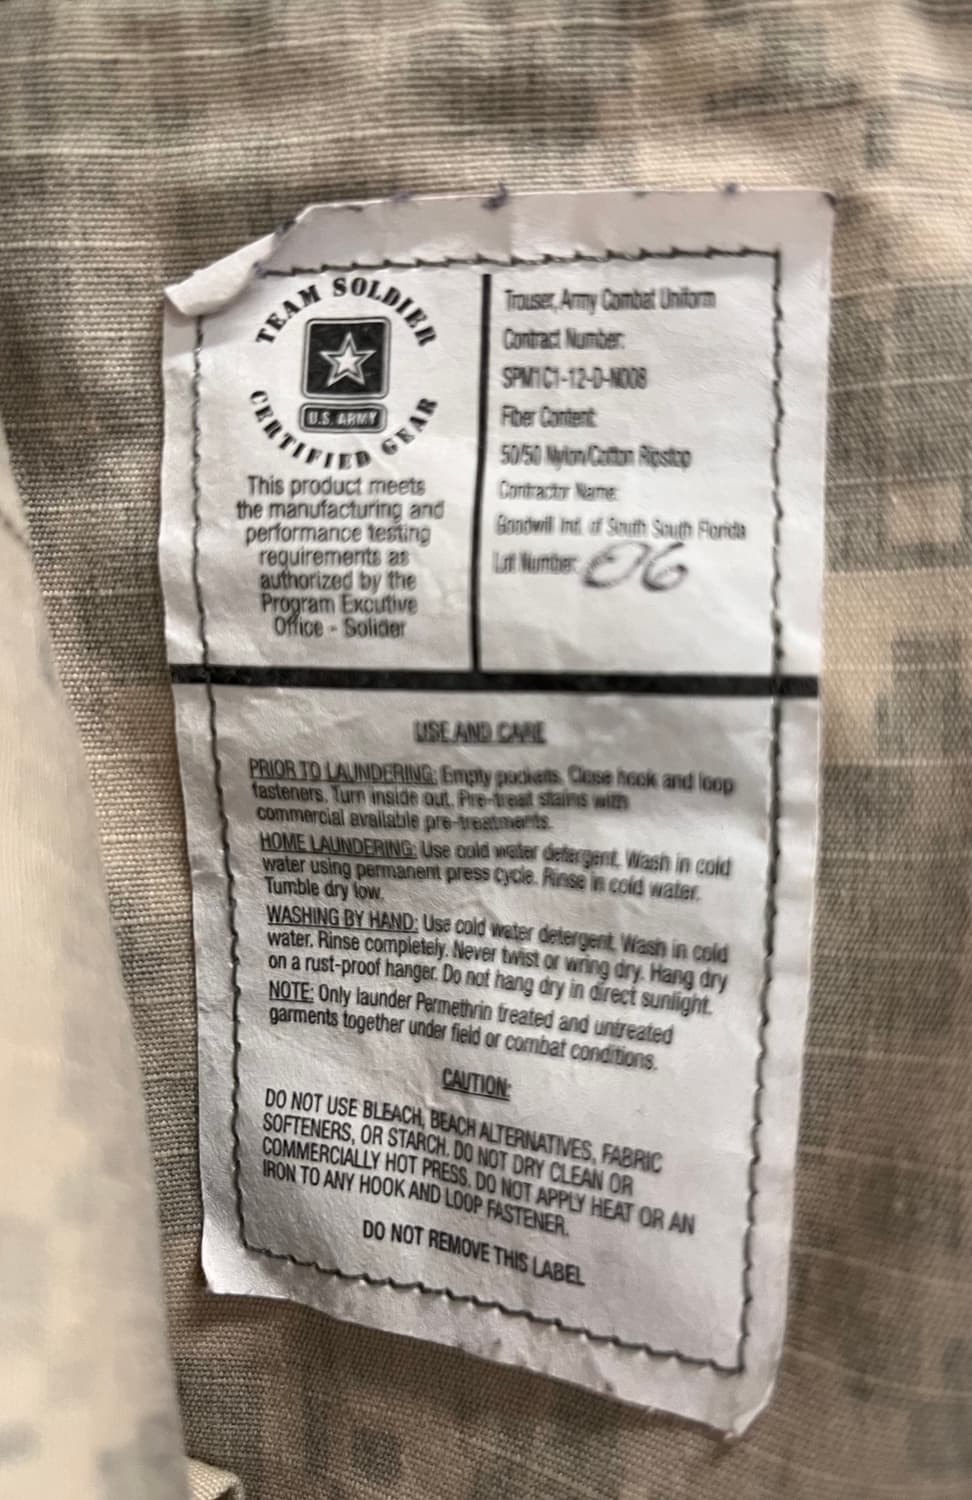 TEAM SOLDIER
U.S. ARMY
CERTIFIED GEAR
This product meets
the manufacturing and
performance testing
requirements as
authorized by the
Program Excutive
Office - Solider
Trouser, Army Combat Uniform
Contract Number:
SPM1C1-12-D-N008
Fiber Content:
50/50 Nylon/Cotton Ripstop
Contractor Name:
Goodwill Ind. of South South Florida
Lot Number: 06
USE AND CARE
PRIOR TO LAUNDERING: Empty pockets. Close hook and loop
fasteners. Turn inside out. Pre-treat stains with
commercial available pre-treatments.
HOME LAUNDERING: Use cold water detergent. Wash in cold
water using permanent press cycle. Rinse in cold water.
Tumble dry low.
WASHING BY HAND: Use cold water detergent. Wash in cold
water. Rinse completely. Never twist or wring dry. Hang dry
on a rust-proof hanger. Do not hang dry in direct sunlight.
NOTE: Only launder Permethrin treated and untreated
garments together under field or combat conditions.
CAUTION:
DO NOT USE BLEACH, BEACH ALTERNATIVES, FABRIC
SOFTENERS, OR STARCH. DO NOT DRY CLEAN OR
COMMERCIALLY HOT PRESS. DO NOT APPLY HEAT OR AN
IRON TO ANY HOOK AND LOOP FASTENER.
DO NOT REMOVE THIS LABEL